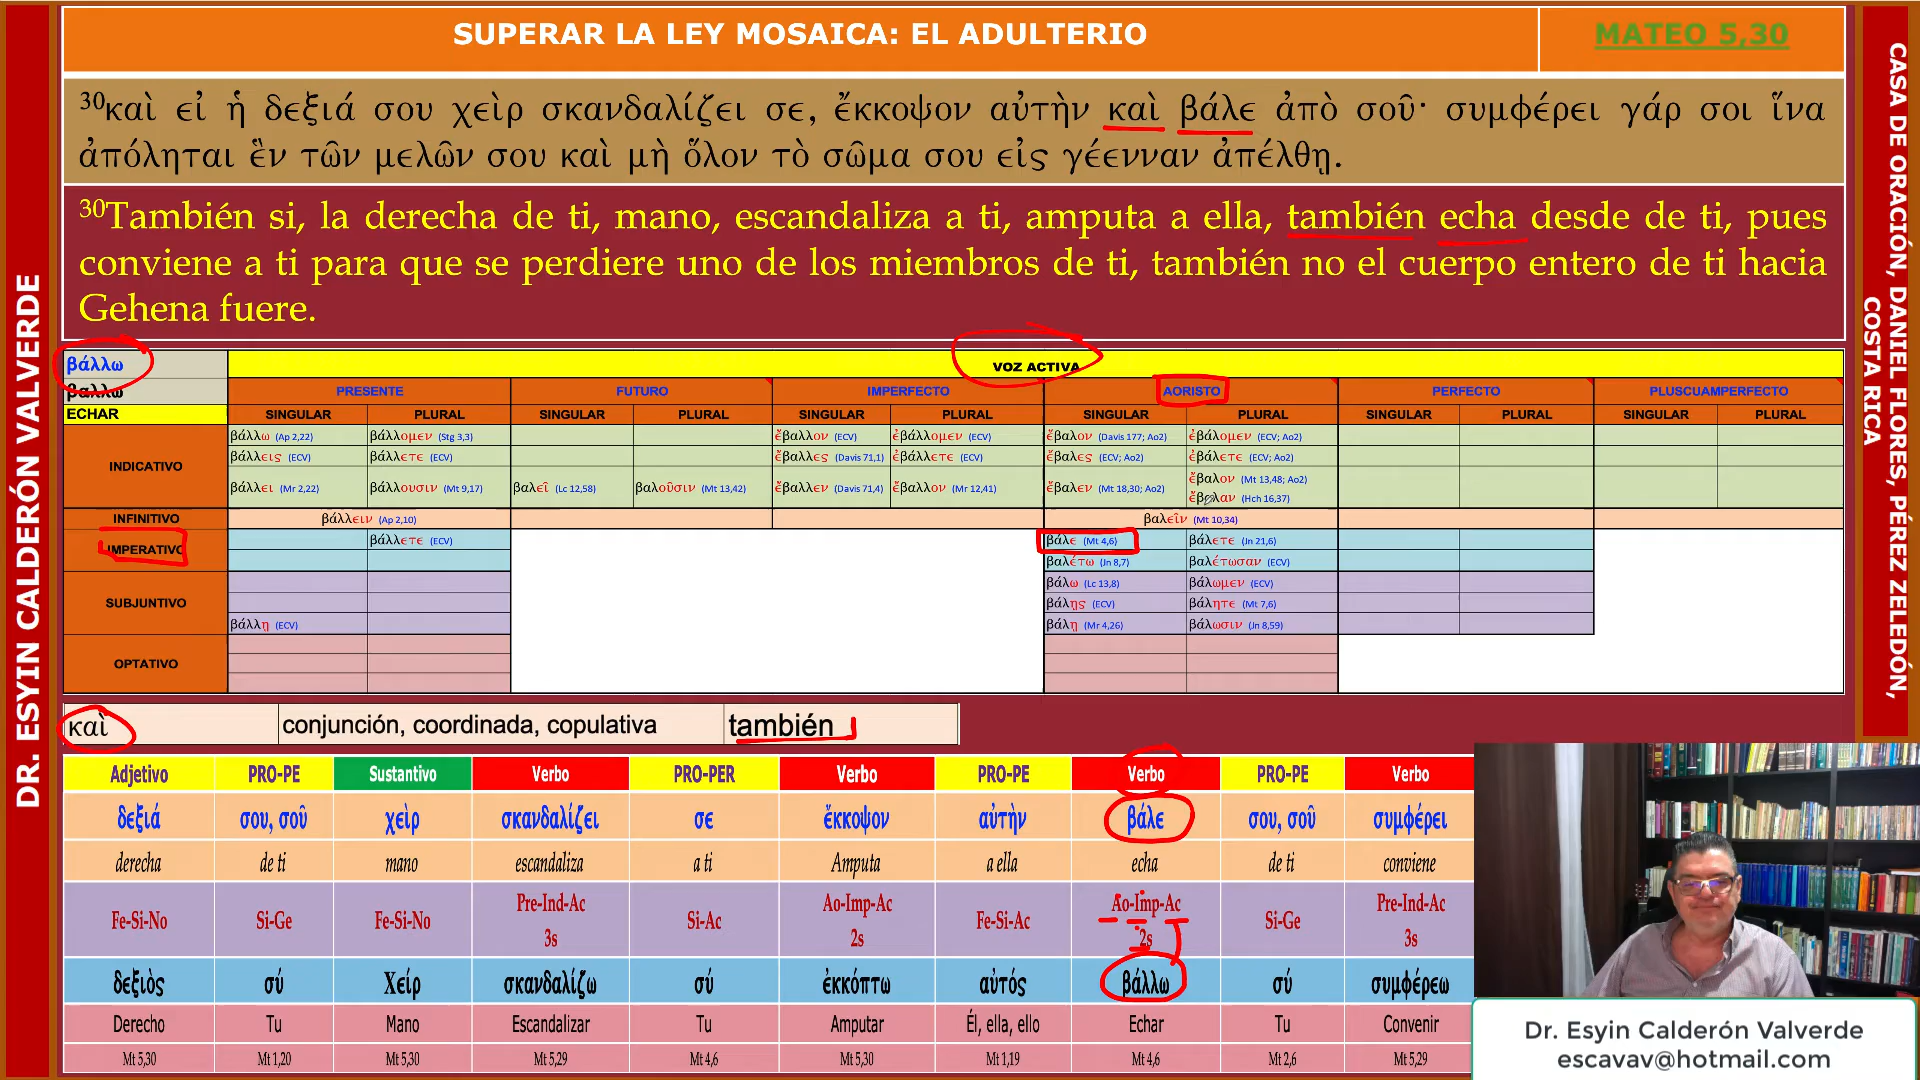 SUPERAR LA LEY MOSAICA: EL ADULTERIO
MATEO 5,30
30καὶ εἰ ἡ δεξιά σου χεὶρ σκανδαλίζει σε, ἔκκοψον αὐτὴν καὶ βάλε ἀπὸ σοῦ· συμφέρει γάρ σοι ἵνα
ἀπόληται ἓν τῶν μελῶν σου καὶ μὴ ὅλον τὸ σῶμα σου εἰς γέενναν ἀπέλθῃ.
30También si, la derecha de ti, mano, escandaliza a ti, amputa a ella, también echa desde de ti, pues
conviene a ti para que se perdiere uno de los miembros de ti, también no el cuerpo entero de ti hacia
Gehena fuere.
DR. ESYIN CALDERÓN VALVERDE
CASA DE ORACIÓN, DANIEL FLORES, PÉREZ ZELEDÓN,
COSTA RICA
βάλλω VOZ ACTIVA
βαλλω PRESENTE FUTURO IMPERFECTO AORISTO PERFECTO PLUSCUAMPERFECTO
ECHAR SINGULAR PLURAL SINGULAR PLURAL SINGULAR PLURAL SINGULAR PLURAL SINGULAR PLURAL SINGULAR PLURAL
INDICATIVO
βάλλω (Ap 2,22) βάλλομεν (Stg 3,3) ἔβαλλον (ECV) ἐβάλλομεν (ECV) ἔβαλον (Davis 177; Ao2) ἐβάλομεν (ECV; Ao2)
βάλλεις (ECV) βάλλετε (ECV) ἔβαλλες (Davis 71,1) ἐβάλλετε (ECV) ἔβαλες (ECV; Ao2) ἐβάλετε (ECV; Ao2)
βάλλει (Mr 2,22) βάλλουσιν (Mt 9,17) βαλεῖ (Lc 12,58) βαλοῦσιν (Mt 13,42) ἔβαλλεν (Davis 71,4) ἔβαλλον (Mr 12,41) ἔβαλεν (Mt 18,30; Ao2) ἔβαλον (Mt 13,48; Ao2)
ἔβαλαν (Hch 16,37)
INFINITIVO βάλλειν (Ap 2,10) βαλεῖν (Mt 10,34)
IMPERATIVO βάλλετε (ECV) βάλε (Mt 4,6) βάλετε (Jn 21,6)
βαλέτω (Jn 8,7) βαλέτωσαν (ECV)
SUBJUNTIVO
βάλω (Lc 13,8) βάλωμεν (ECV)
βάλῃς (ECV) βάλητε (Mt 7,6)
βάλλῃ (ECV) βάλῃ (Mr 4,26) βάλωσιν (Jn 8,59)
OPTATIVO
καὶ conjunción, coordinada, copulativa también
Adjetivo PRO-PE Sustantivo Verbo PRO-PER Verbo PRO-PE Verbo PRO-PE Verbo
δεξιά σου, σοῦ χεὶρ σκανδαλίζει σε ἔκκοψον αὐτὴν βάλε σου, σοῦ συμφέρει
derecha de ti mano escandaliza a ti Amputa a ella echa de ti conviene
Fe-Si-No Si-Ge Fe-Si-No Pre-Ind-Ac 3s Si-Ac Ao-Imp-Ac 2s Fe-Si-Ac Ao-Imp-Ac 2s Si-Ge Pre-Ind-Ac 3s
δεξιὸς σύ Χείρ σκανδαλίζω σύ ἐκκόπτω αὐτός βάλλω σύ συμφέρεω
Derecho Tu Mano Escandalizar Tu Amputar Él, ella, ello Echar Tu Convenir
Mt 5,30 Mt 1,20 Mt 5,30 Mt 5,29 Mt 4,6 Mt 5,30 Mt 1,19 Mt 4,6 Mt 2,6 Mt 5,29
Dr. Esyin Calderón Valverde
escavav@hotmail.com